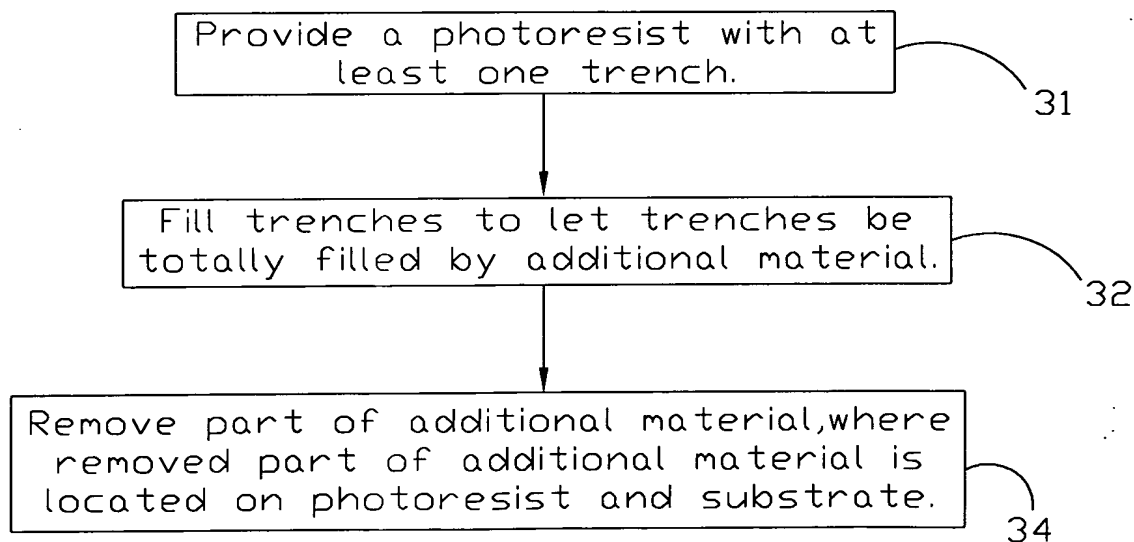 Provide a photoresist with at
least one trench.
31
Fill trenches to let trenches be
totally filled by additional material.
32
Remove part of additional material,where
removed part of additional material is
located on photoresist and substrate.
34